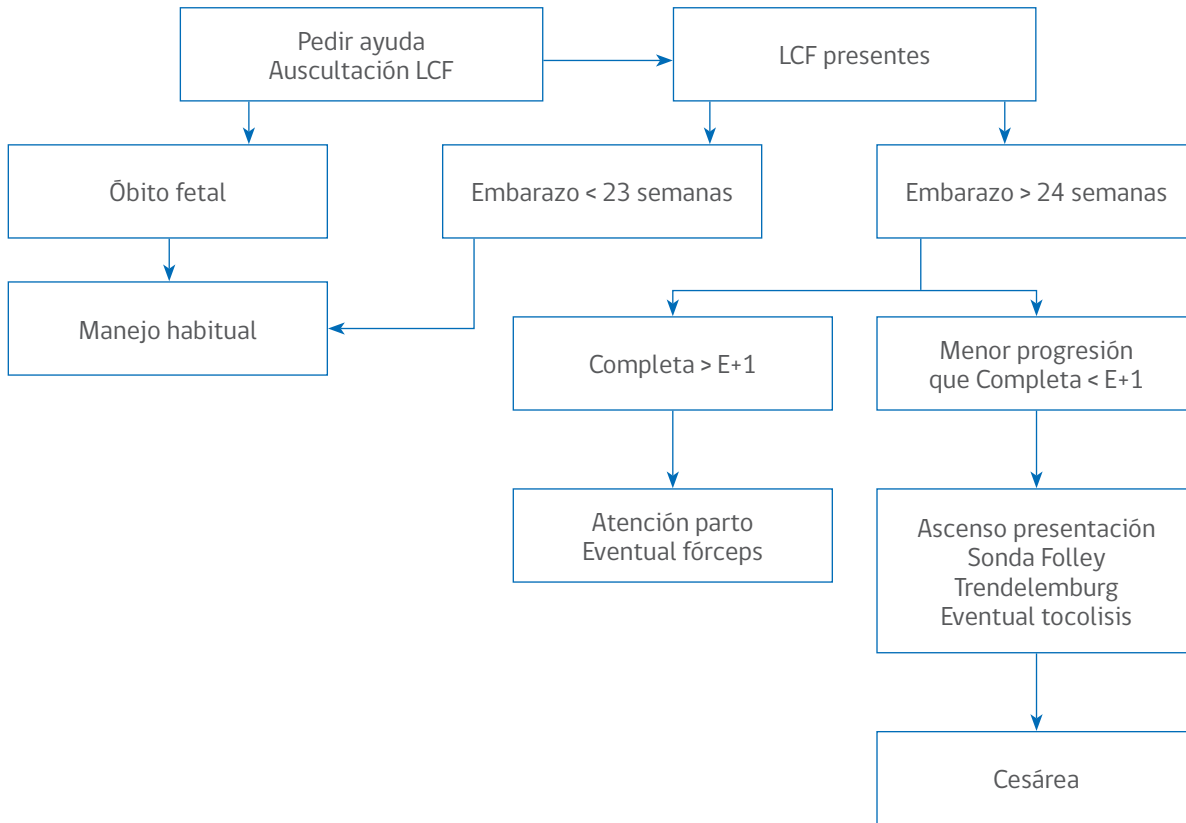 Pedir ayuda
Auscultación LCF
LCF presentes
Óbito fetal
Embarazo < 23 semanas
Embarazo > 24 semanas
Manejo habitual
Completa > E+1
Menor progresión
que Completa < E+1
Atención parto
Eventual fórceps
Ascenso presentación
Sonda Folley
Trendelemburg
Eventual tocolisis
Cesárea